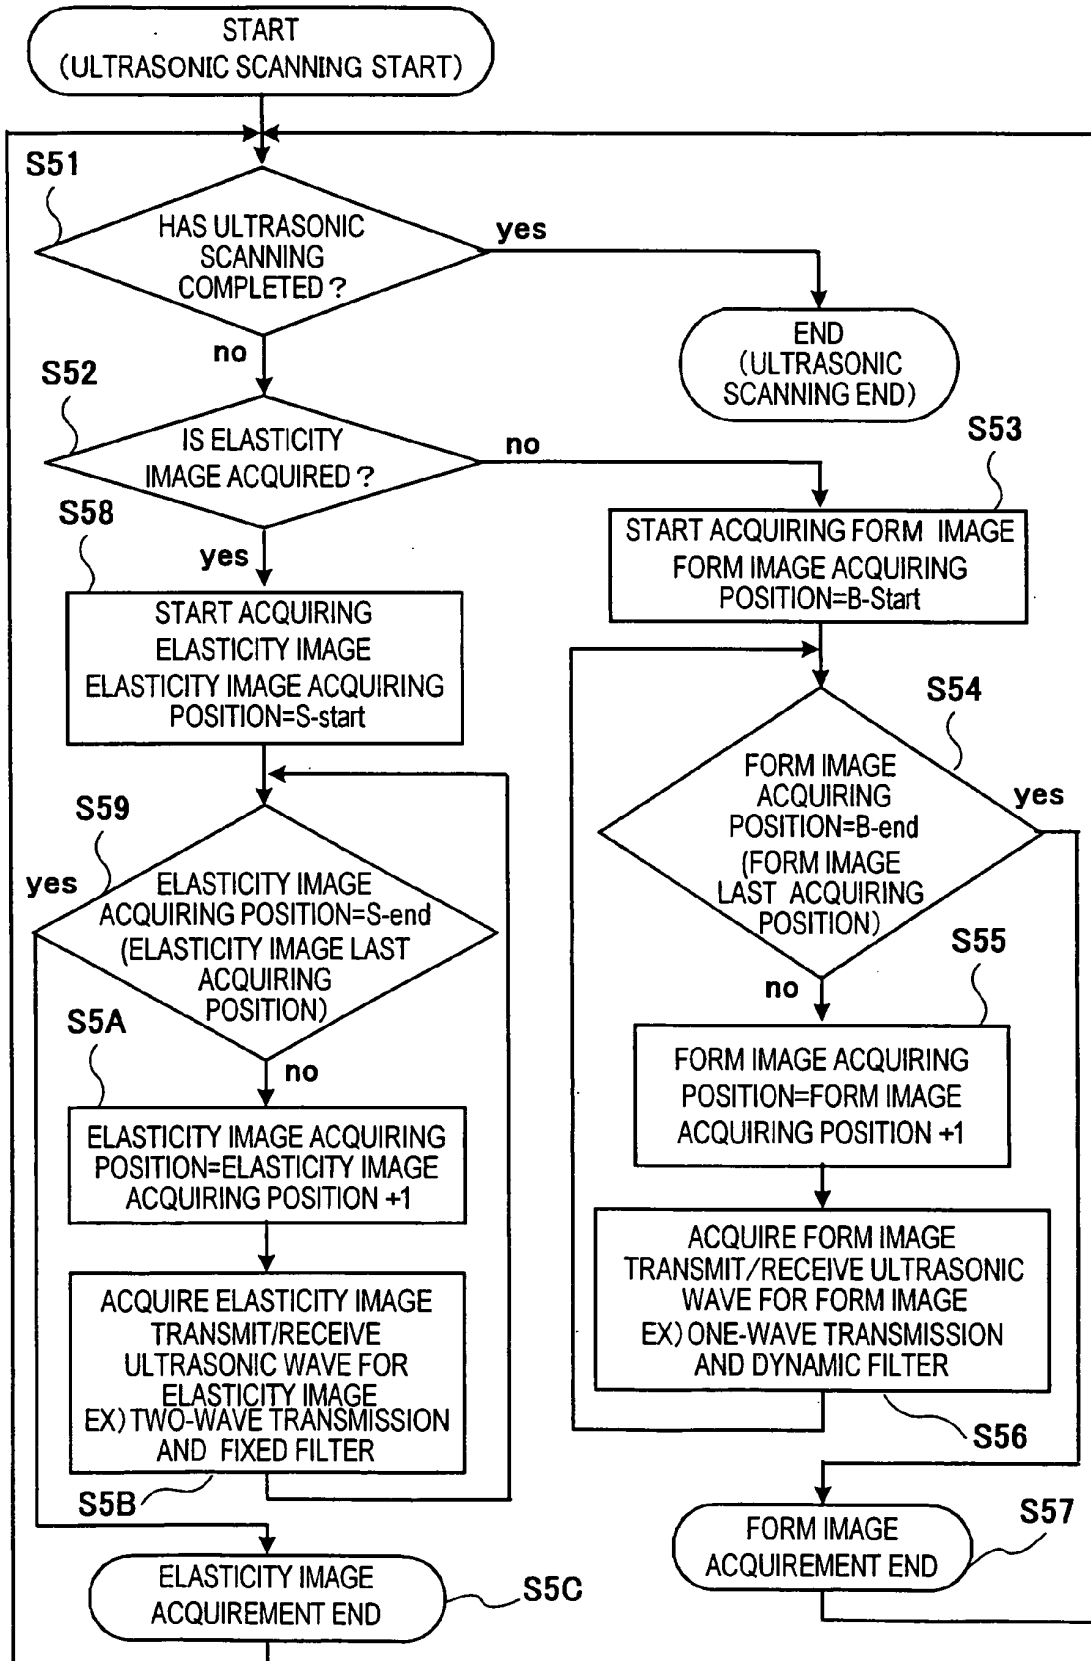 START
(ULTRASONIC SCANNING START)
S51
HAS ULTRASONIC
SCANNING
COMPLETED ?
yes
no
END
(ULTRASONIC
SCANNING END)
S52
IS ELASTICITY
IMAGE ACQUIRED ?
no
yes
S53
START ACQUIRING FORM IMAGE
FORM IMAGE ACQUIRING
POSITION=B-Start
S58
START ACQUIRING
ELASTICITY IMAGE
ELASTICITY IMAGE ACQUIRING
POSITION=S-start
S54
FORM IMAGE
ACQUIRING
POSITION=B-end
(FORM IMAGE
LAST ACQUIRING
POSITION)
yes
no
S59
yes
ELASTICITY IMAGE
ACQUIRING POSITION=S-end
(ELASTICITY IMAGE LAST
ACQUIRING
POSITION)
no
S55
FORM IMAGE ACQUIRING
POSITION=FORM IMAGE
ACQUIRING POSITION +1
S5A
ELASTICITY IMAGE ACQUIRING
POSITION=ELASTICITY IMAGE
ACQUIRING POSITION +1
ACQUIRE FORM IMAGE
TRANSMIT/RECEIVE ULTRASONIC
WAVE FOR FORM IMAGE
EX) ONE-WAVE TRANSMISSION
AND DYNAMIC FILTER
S56
ACQUIRE ELASTICITY IMAGE
TRANSMIT/RECEIVE
ULTRASONIC WAVE FOR
ELASTICITY IMAGE
EX) TWO-WAVE TRANSMISSION
AND FIXED FILTER
S5B
FORM IMAGE
ACQUIREMENT END
S57
ELASTICITY IMAGE
ACQUIREMENT END
S5C